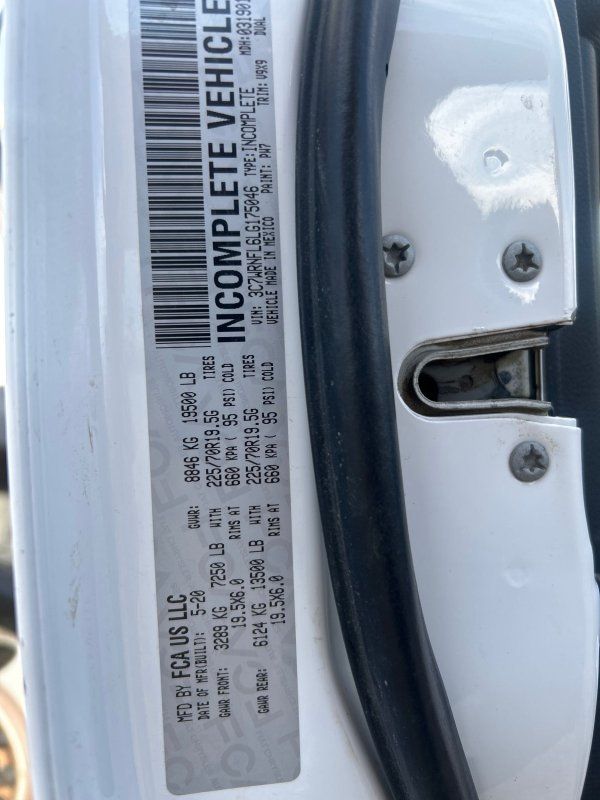 MFD BY FCA US LLC
DATE OF MFR(BUILT): 5-20 GVWR: 8846 KG 19500 LB
GAWR FRONT: 3289 KG 7250 LB WITH 225/70R19.5G TIRES
19.5X6.0 RIMS AT 660 KPA ( 95 PSI) COLD
GAWR REAR: 6124 KG 13500 LB WITH 225/70R19.5G TIRES
19.5X6.0 RIMS AT 660 KPA ( 95 PSI) COLD
INCOMPLETE VEHICLE
MDH:031901
DUAL
VIN: 3C7WRNFL6LG175046 TYPE:INCOMPLETE
VEHICLE MADE IN MEXICO PAINT: PW7 TRIM: V9X9